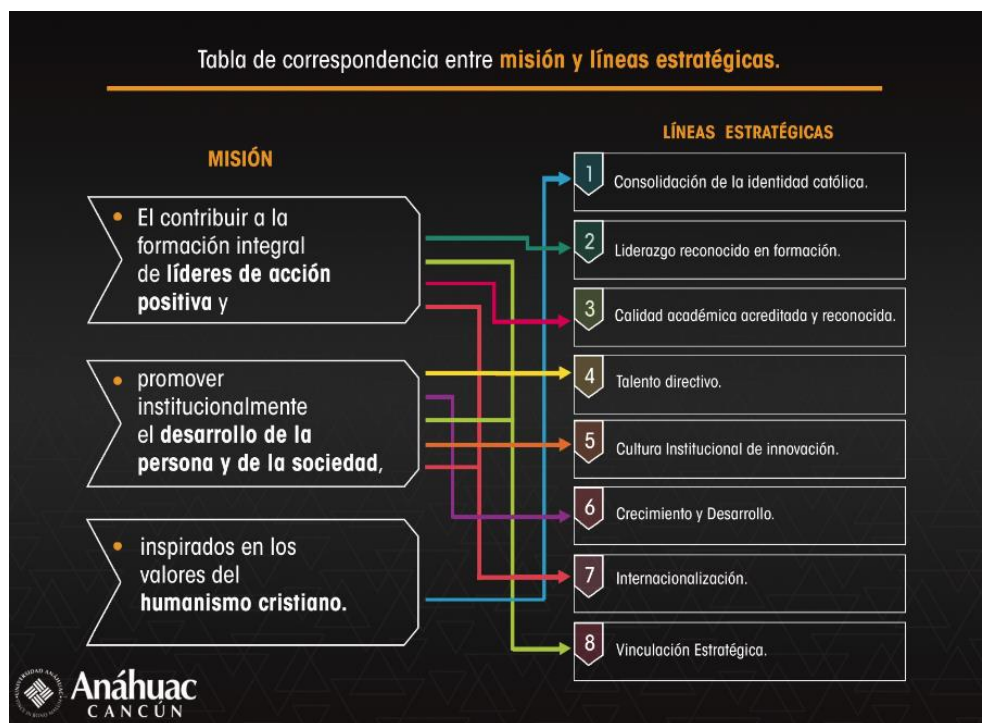 Tabla de correspondencia entre misión y líneas estratégicas.
MISIÓN
• El contribuir a la
formación integral
de líderes de acción
positiva y
• promover
institucionalmente
el desarrollo de la
persona y de la sociedad,
• inspirados en los
valores del
humanismo cristiano.
LÍNEAS ESTRATÉGICAS
1 Consolidación de la identidad católica.
2 Liderazgo reconocido en formación.
3 Calidad académica acreditada y reconocida.
4 Talento directivo.
5 Cultura Institucional de innovación.
6 Crecimiento y Desarrollo.
7 Internacionalización.
8 Vinculación Estratégica.
Anáhuac
CANCÚN